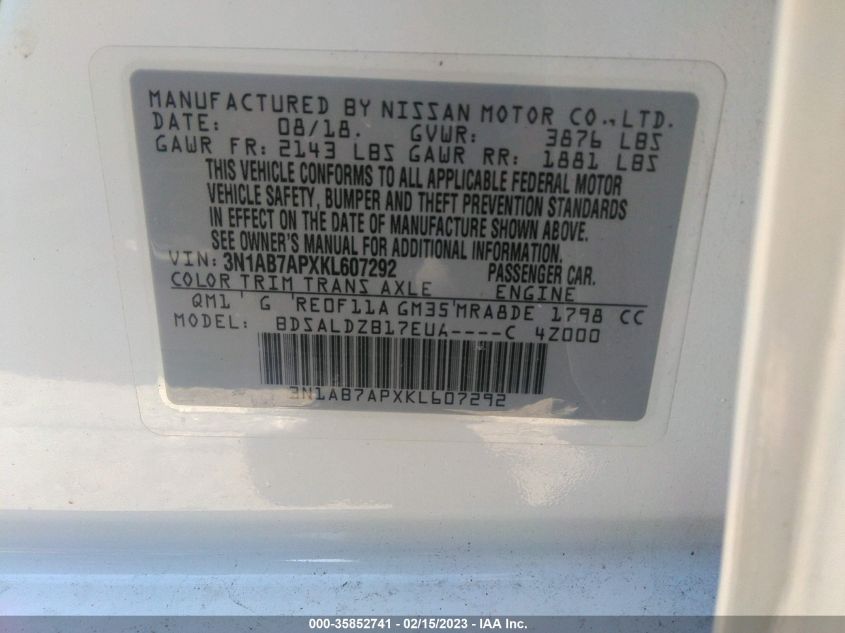 MANUFACTURED BY NISSAN MOTOR CO.,LTD.
DATE: 08/18. GVWR: 3876 LBS
GAWR FR: 2143 LBS GAWR RR: 1881 LBS
THIS VEHICLE CONFORMS TO ALL APPLICABLE FEDERAL MOTOR
VEHICLE SAFETY, BUMPER AND THEFT PREVENTION STANDARDS
IN EFFECT ON THE DATE OF MANUFACTURE SHOWN ABOVE.
SEE OWNER'S MANUAL FOR ADDITIONAL INFORMATION.
VIN: 3N1AB7APXKL607292 PASSENGER CAR.
COLOR TRIM TRANS AXLE ENGINE
QM1 ' G 'RE0F11A GM35'MRA8DE 1798 CC
MODEL: BDSALDZB17EUA----C 4Z000
3N1AB7APXKL607292
000-35852741 - 02/15/2023 - IAA Inc.